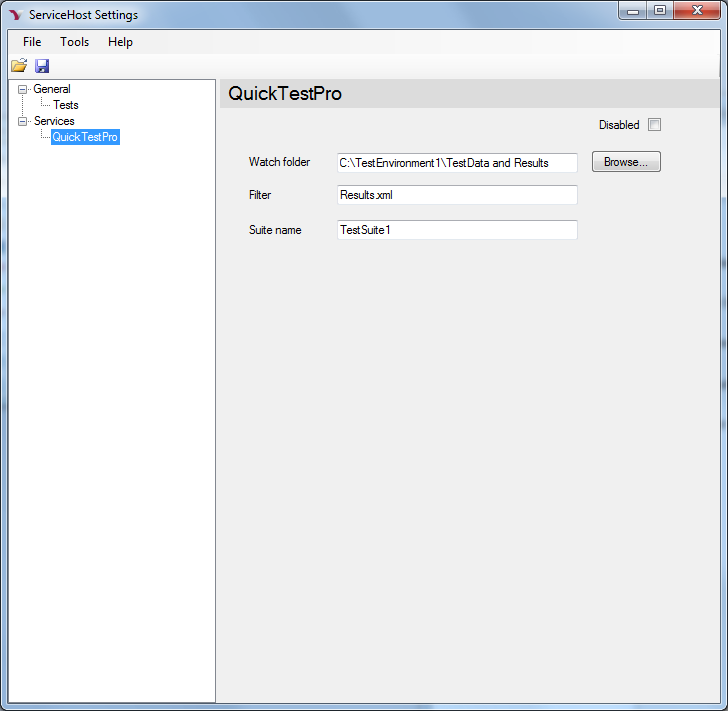 ServiceHost Settings
File Tools Help
General
Tests
Services
QuickTestPro
QuickTestPro
Disabled
Watch folder C:\TestEnvironment1\TestData and Results Browse...
Filter Results.xml
Suite name TestSuite1